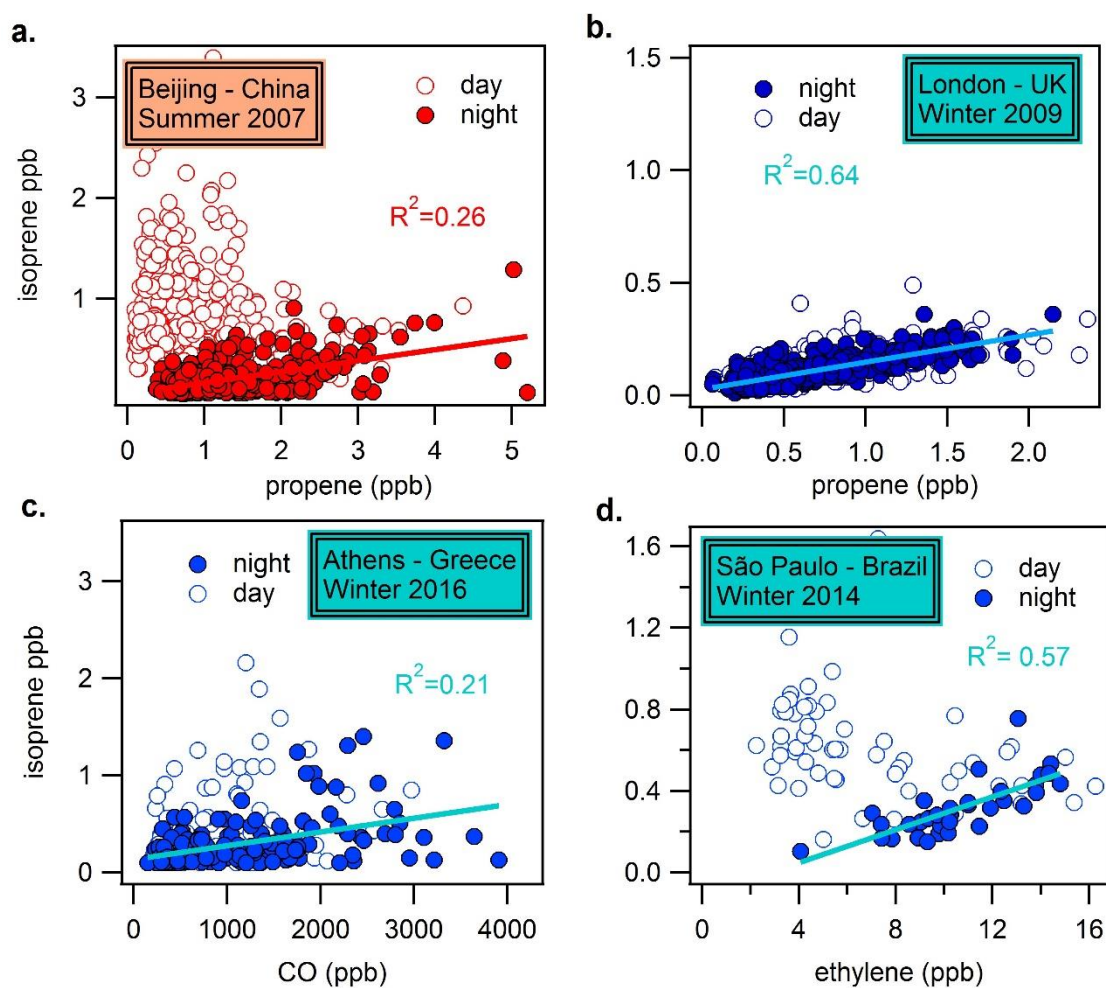 a.
Beijing - China
Summer 2007
day
night
R²=0.26
3
2
1
isoprene ppb
0
1
2
3
4
5
propene (ppb)
b.
1.5
1.0
0.5
0.0
night
day
London - UK
Winter 2009
R²=0.64
0.0
0.5
1.0
1.5
2.0
propene (ppb)
c.
night
day
Athens - Greece
Winter 2016
R²=0.21
3
2
1
0
isoprene ppb
0
1000
2000
3000
4000
CO (ppb)
d.
1.6
1.2
0.8
0.4
0.0
São Paulo - Brazil
Winter 2014
day
night
R²= 0.57
0
4
8
12
16
ethylene (ppb)